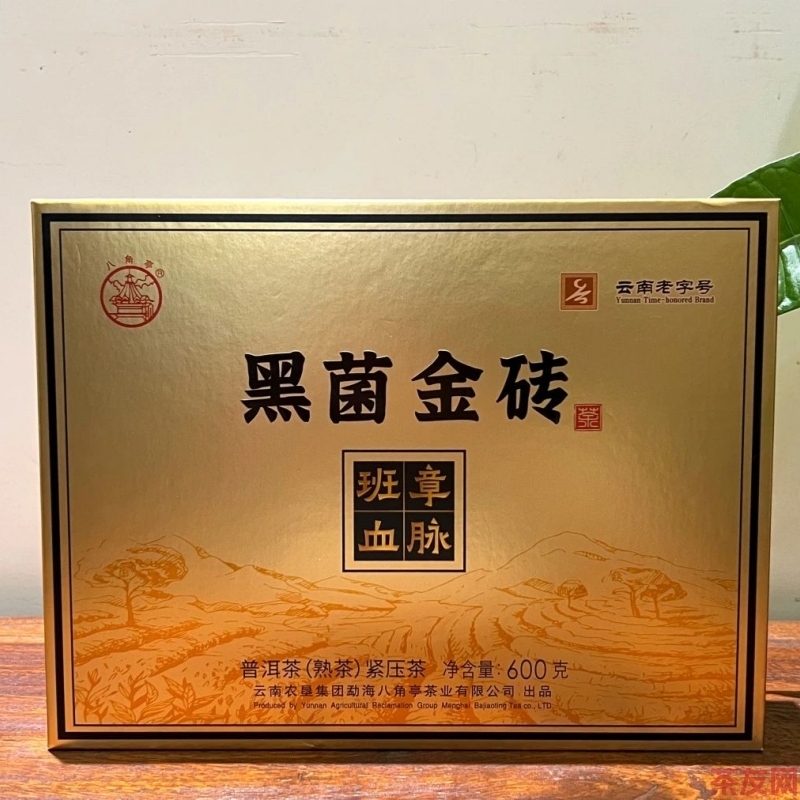 八角亭®
云南老字号
Yunnan Time-honored Brand
黑菌金砖
茶
班章
血脉
普洱茶（熟茶）紧压茶 净含量：600克
云南农垦集团勐海八角亭茶业有限公司 出品
Produced by Yunnan Agricultural Reclamation Group Menghai Bajiaoting Tea co., LTD
茶友网